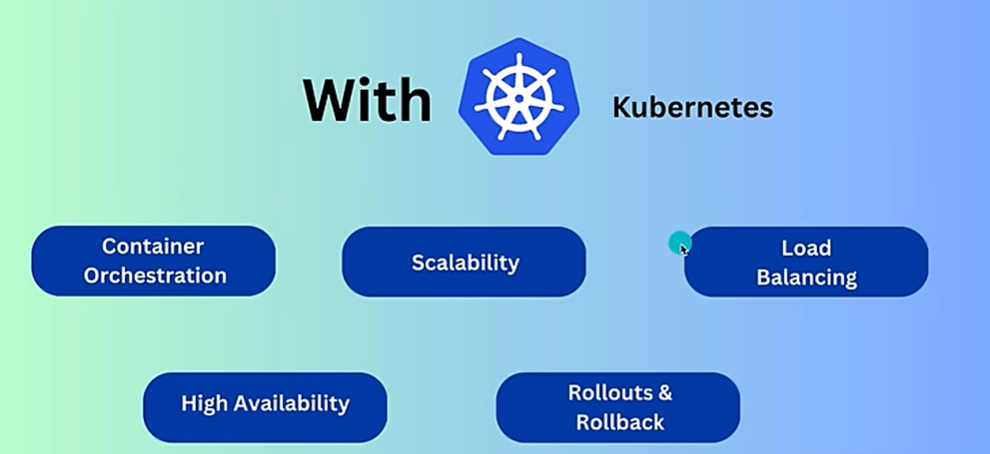 With Kubernetes
Container
Orchestration
Scalability
Load
Balancing
High Availability
Rollouts &
Rollback